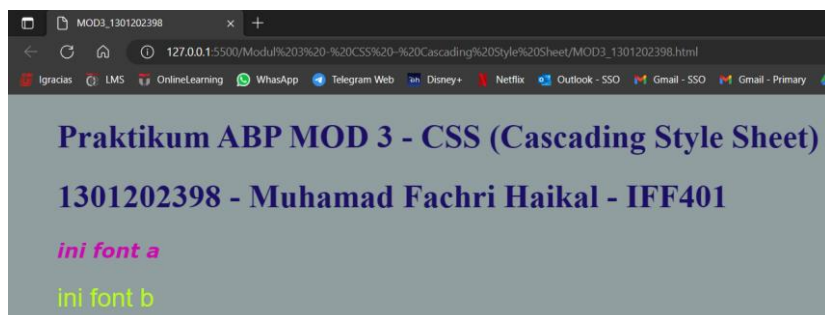 MOD3_1301202398
127.0.0.1:5500/Modul%203%20-%20CSS%20-%20Cascading%20Style%20Sheet/MOD3_1301202398.html
Igracias LMS OnlineLearning WhasApp Telegram Web Disney+ Netflix Outlook - SSO Gmail - SSO Gmail - Primary
Praktikum ABP MOD 3 - CSS (Cascading Style Sheet)
1301202398 - Muhamad Fachri Haikal - IFF401
ini font a
ini font b